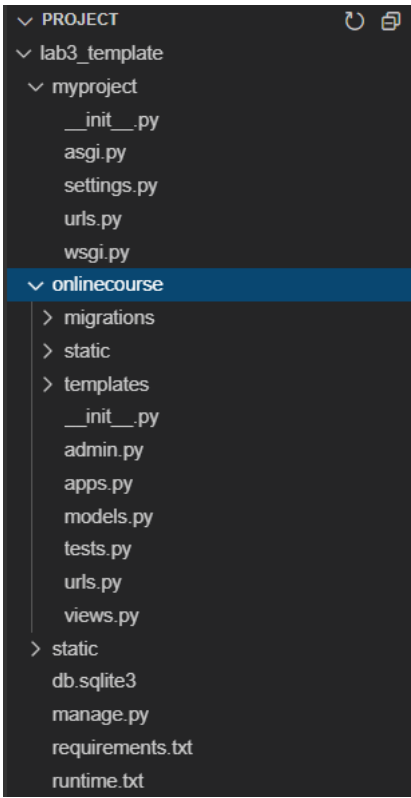 PROJECT
lab3_template
myproject
__init__.py
asgi.py
settings.py
urls.py
wsgi.py
onlinecourse
migrations
static
templates
__init__.py
admin.py
apps.py
models.py
tests.py
urls.py
views.py
static
db.sqlite3
manage.py
requirements.txt
runtime.txt